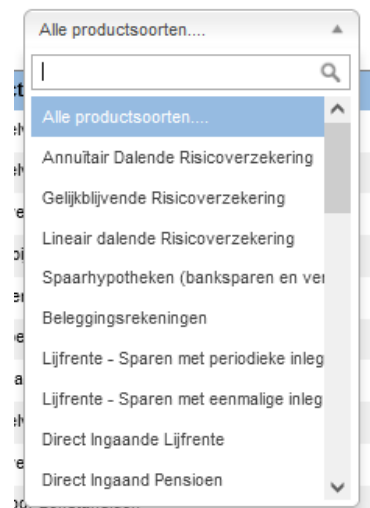 Alle productsoorten....
Alle productsoorten....
Annuïtair Dalende Risicoverzekering
Gelijkblijvende Risicoverzekering
Lineair dalende Risicoverzekering
Spaarhypotheken (banksparen en ver
Beleggingsrekeningen
Lijfrente - Sparen met periodieke inleg
Lijfrente - Sparen met eenmalige inleg
Direct Ingaande Lijfrente
Direct Ingaand Pensioen